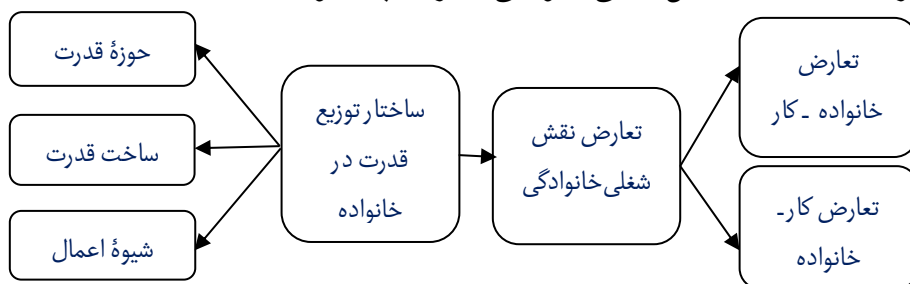 حوزهٔ قدرت
ساخت قدرت
شیوهٔ اعمال
ساختار توزیع
قدرت در
خانواده
تعارض نقش
شغلی خانوادگی
تعارض
خانواده ـ کار
تعارض کارـ
خانواده